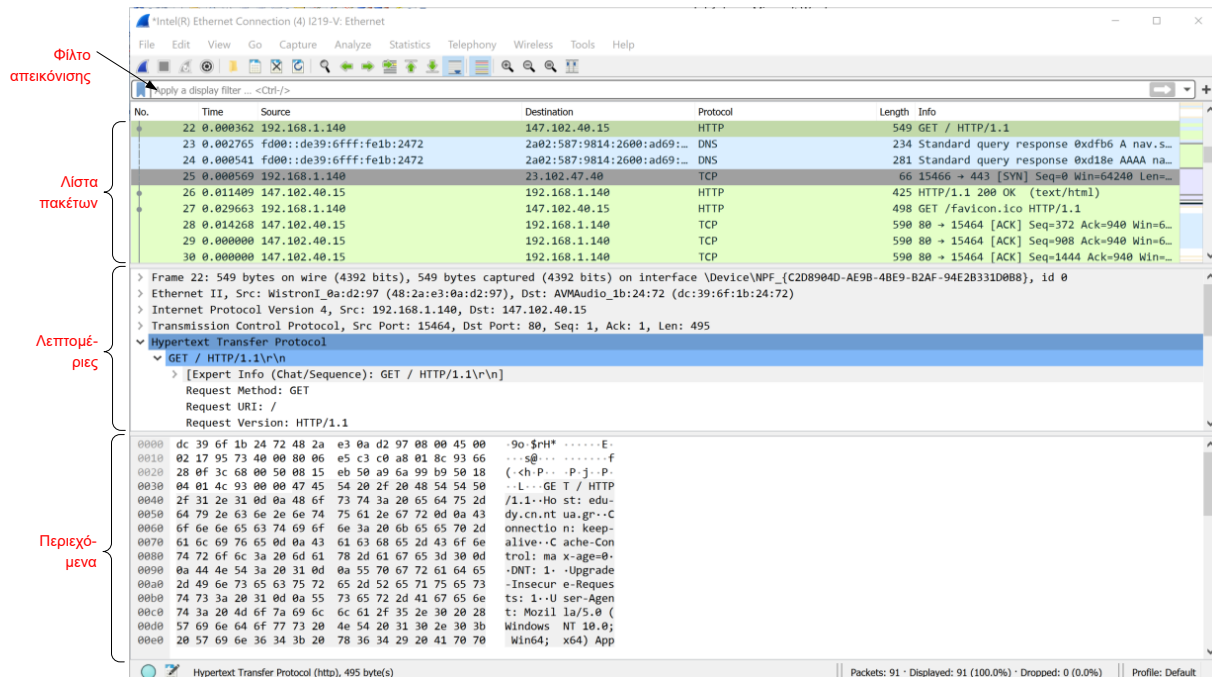 *Intel(R) Ethernet Connection (4) I219-V: Ethernet
File Edit View Go Capture Analyze Statistics Telephony Wireless Tools Help
Φίλτο
απεικόνισης
Apply a display filter ... <Ctrl-/>
No. Time Source Destination Protocol Length Info
22 0.000362 192.168.1.140 147.102.40.15 HTTP 549 GET / HTTP/1.1
23 0.002765 fd00::de39:6fff:fe1b:2472 2a02:587:9814:2600:ad69:… DNS 234 Standard query response 0xdfb6 A nav.s…
24 0.000541 fd00::de39:6fff:fe1b:2472 2a02:587:9814:2600:ad69:… DNS 281 Standard query response 0xd18e AAAA na…
25 0.000569 192.168.1.140 23.102.47.40 TCP 66 15466 → 443 [SYN] Seq=0 Win=64240 Len=…
26 0.011409 147.102.40.15 192.168.1.140 HTTP 425 HTTP/1.1 200 OK (text/html)
27 0.029663 192.168.1.140 147.102.40.15 HTTP 498 GET /favicon.ico HTTP/1.1
28 0.014268 147.102.40.15 192.168.1.140 TCP 590 80 → 15464 [ACK] Seq=372 Ack=940 Win=6…
29 0.000000 147.102.40.15 192.168.1.140 TCP 590 80 → 15464 [ACK] Seq=908 Ack=940 Win=6…
30 0.000000 147.102.40.15 192.168.1.140 TCP 590 80 → 15464 [ACK] Seq=1444 Ack=940 Win=…
Λίστα
πακέτων
Frame 22: 549 bytes on wire (4392 bits), 549 bytes captured (4392 bits) on interface \Device\NPF_{C2D8904D-AE9B-4BE9-B2AF-94E2B331D0B8}, id 0
Ethernet II, Src: WistronI_0a:d2:97 (48:2a:e3:0a:d2:97), Dst: AVMAudio_1b:24:72 (dc:39:6f:1b:24:72)
Internet Protocol Version 4, Src: 192.168.1.140, Dst: 147.102.40.15
Transmission Control Protocol, Src Port: 15464, Dst Port: 80, Seq: 1, Ack: 1, Len: 495
Hypertext Transfer Protocol
GET / HTTP/1.1\r\n
[Expert Info (Chat/Sequence): GET / HTTP/1.1\r\n]
Request Method: GET
Request URI: /
Request Version: HTTP/1.1
Λεπτομέ-
ριες
0000 dc 39 6f 1b 24 72 48 2a e3 0a d2 97 08 00 45 00 ·9o·$rH* ······E·
0010 02 17 95 73 40 00 80 06 e5 c3 c0 a8 01 8c 93 66 ···s@··· ·······f
0020 28 0f 3c 68 00 50 08 15 eb 50 a9 6a 99 b9 50 18 (·<h·P·· ·P·j··P·
0030 04 01 4c 93 00 00 47 45 54 20 2f 20 48 54 54 50 ··L···GE T / HTTP
0040 2f 31 2e 31 0d 0a 48 6f 73 74 3a 20 65 64 75 2d /1.1··Ho st: edu-
0050 64 79 2e 63 6e 2e 6e 74 75 61 2e 67 72 0d 0a 43 dy.cn.nt ua.gr··C
0060 6f 6e 6e 65 63 74 69 6f 6e 3a 20 6b 65 65 70 2d onnectio n: keep-
0070 61 6c 69 76 65 0d 0a 43 61 63 68 65 2d 43 6f 6e alive··C ache-Con
0080 74 72 6f 6c 3a 20 6d 61 78 2d 61 67 65 3d 30 0d trol: ma x-age=0·
0090 0a 44 4e 54 3a 20 31 0d 0a 55 70 67 72 61 64 65 ·DNT: 1· ·Upgrade
00a0 2d 49 6e 73 65 63 75 72 65 2d 52 65 71 75 65 73 -Insecur e-Reques
00b0 74 73 3a 20 31 0d 0a 55 73 65 72 2d 41 67 65 6e ts: 1··U ser-Agen
00c0 74 3a 20 4d 6f 7a 69 6c 6c 61 2f 35 2e 30 20 28 t: Mozil la/5.0 (
00d0 57 69 6e 64 6f 77 73 20 4e 54 20 31 30 2e 30 3b Windows NT 10.0;
00e0 20 57 69 6e 36 34 3b 20 78 36 34 29 20 41 70 70 Win64; x64) App
Περιεχό-
μενα
Hypertext Transfer Protocol (http), 495 byte(s) Packets: 91 · Displayed: 91 (100.0%) · Dropped: 0 (0.0%) Profile: Default